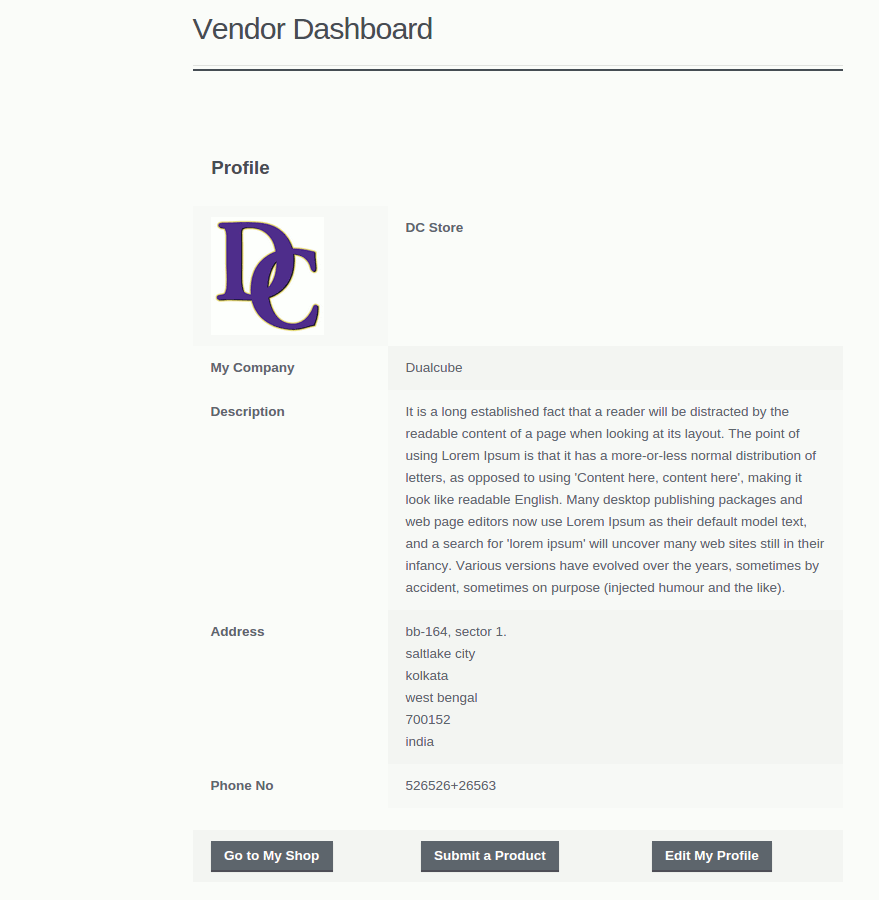 Vendor Dashboard
Profile
DC
DC Store
My Company
Dualcube
Description
It is a long established fact that a reader will be distracted by the
readable content of a page when looking at its layout. The point of
using Lorem Ipsum is that it has a more-or-less normal distribution of
letters, as opposed to using 'Content here, content here', making it
look like readable English. Many desktop publishing packages and
web page editors now use Lorem Ipsum as their default model text,
and a search for 'lorem ipsum' will uncover many web sites still in their
infancy. Various versions have evolved over the years, sometimes by
accident, sometimes on purpose (injected humour and the like).
Address
bb-164, sector 1.
saltlake city
kolkata
west bengal
700152
india
Phone No
526526+26563
Go to My Shop
Submit a Product
Edit My Profile